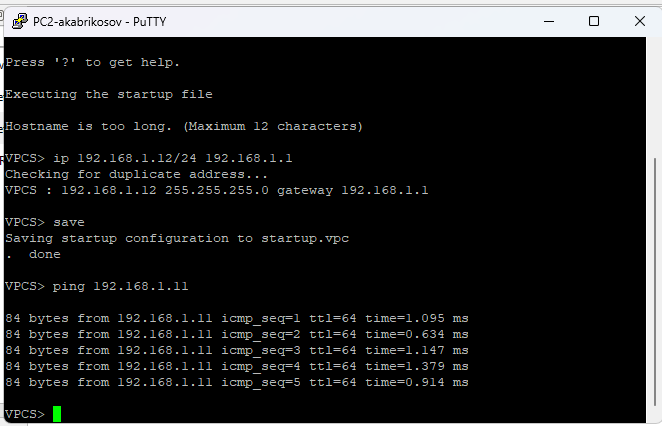 PC2-akabrikosov - PuTTY
Press '?' to get help.
Executing the startup file
Hostname is too long. (Maximum 12 characters)
VPCS> ip 192.168.1.12/24 192.168.1.1
Checking for duplicate address...
VPCS : 192.168.1.12 255.255.255.0 gateway 192.168.1.1
VPCS> save
Saving startup configuration to startup.vpc
.  done
VPCS> ping 192.168.1.11
84 bytes from 192.168.1.11 icmp_seq=1 ttl=64 time=1.095 ms
84 bytes from 192.168.1.11 icmp_seq=2 ttl=64 time=0.634 ms
84 bytes from 192.168.1.11 icmp_seq=3 ttl=64 time=1.147 ms
84 bytes from 192.168.1.11 icmp_seq=4 ttl=64 time=1.379 ms
84 bytes from 192.168.1.11 icmp_seq=5 ttl=64 time=0.914 ms
VPCS>